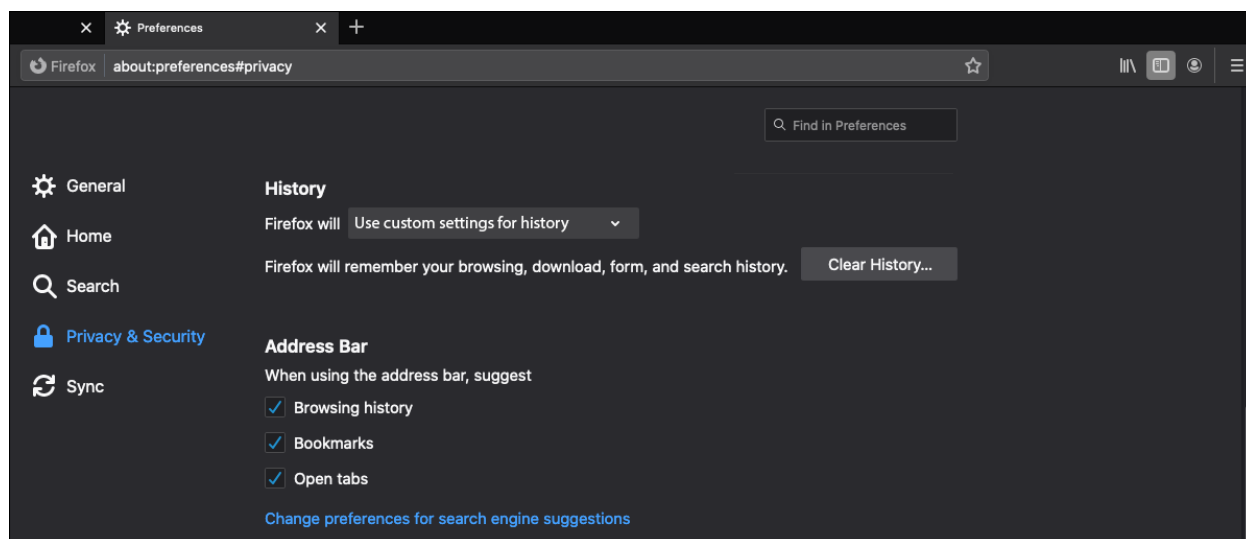 Preferences
Firefox about:preferences#privacy
Find in Preferences
General
Home
Search
Privacy & Security
Sync
History
Firefox will Use custom settings for history
Firefox will remember your browsing, download, form, and search history. Clear History...
Address Bar
When using the address bar, suggest
Browsing history
Bookmarks
Open tabs
Change preferences for search engine suggestions